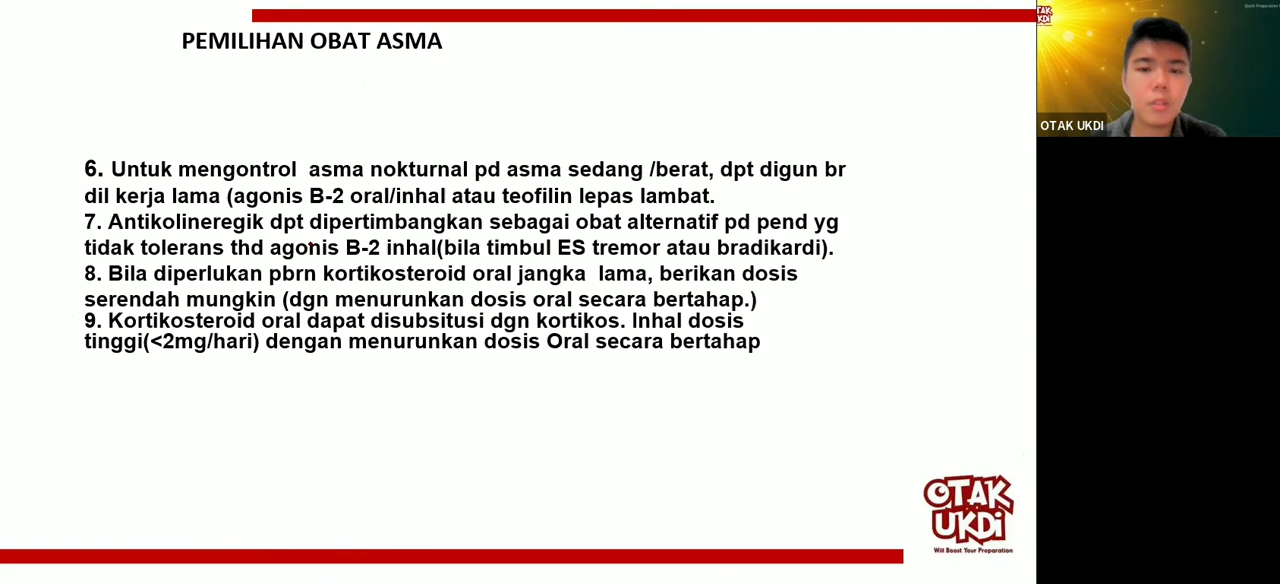 PEMILIHAN OBAT ASMA
6. Untuk mengontrol asma nokturnal pd asma sedang /berat, dpt digun br
dil kerja lama (agonis B-2 oral/inhal atau teofilin lepas lambat.
7. Antikolineregik dpt dipertimbangkan sebagai obat alternatif pd pend yg
tidak tolerans thd agonis B-2 inhal(bila timbul ES tremor atau bradikardi).
8. Bila diperlukan pbrn kortikosteroid oral jangka lama, berikan dosis
serendah mungkin (dgn menurunkan dosis oral secara bertahap.)
9. Kortikosteroid oral dapat disubsitusi dgn kortikos. Inhal dosis
tinggi(<2mg/hari) dengan menurunkan dosis Oral secara bertahap
OTAK UKDI
OTAK
UKDi
Will Boost Your Preparation